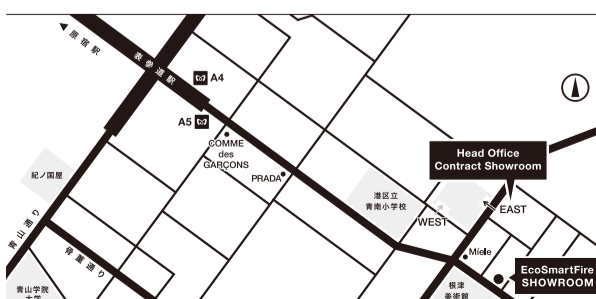 原宿駅
表参道駅
A4
A5
COMME
des
GARÇONS
PRADA
紀ノ国屋
港区立
青南小学校
Head Office
Contract Showroom
WEST
EAST
青山通り
骨董通り
Miele
EcoSmartFire
SHOWROOM
青山学院
大学
根津
美術館